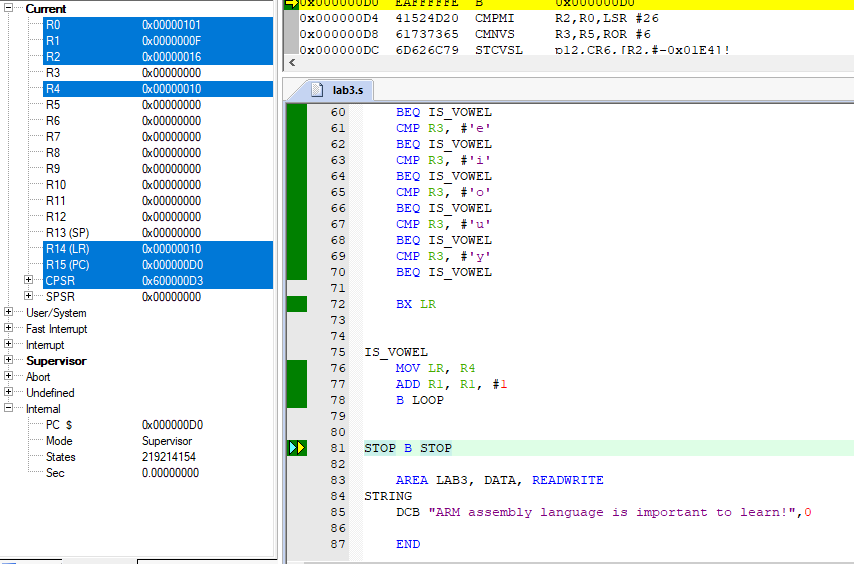 Current
R0 0x00000101
R1 0x0000000F
R2 0x00000016
R3 0x00000000
R4 0x00000010
R5 0x00000000
R6 0x00000000
R7 0x00000000
R8 0x00000000
R9 0x00000000
R10 0x00000000
R11 0x00000000
R12 0x00000000
R13 (SP) 0x00000000
R14 (LR) 0x00000010
R15 (PC) 0x000000D0
CPSR 0x600000D3
SPSR 0x00000000
User/System
Fast Interrupt
Interrupt
Supervisor
Abort
Undefined
Internal
PC $ 0x000000D0
Mode Supervisor
States 219214154
Sec 0.00000000
0x000000D0 EAFFFFFE B 0x000000D0
0x000000D4 41524D20 CMPMI R2,R0,LSR #26
0x000000D8 61737365 CMNVS R3,R5,ROR #6
0x000000DC 6D626C79 STCVSL p12,CR6,[R2,#-0x01E4]!
lab3.s
60 BEQ IS_VOWEL
61 CMP R3, #'e'
62 BEQ IS_VOWEL
63 CMP R3, #'i'
64 BEQ IS_VOWEL
65 CMP R3, #'o'
66 BEQ IS_VOWEL
67 CMP R3, #'u'
68 BEQ IS_VOWEL
69 CMP R3, #'y'
70 BEQ IS_VOWEL
71
72 BX LR
73
74
75 IS_VOWEL
76 MOV LR, R4
77 ADD R1, R1, #1
78 B LOOP
79
80
81 STOP B STOP
82
83 AREA LAB3, DATA, READWRITE
84 STRING
85 DCB "ARM assembly language is important to learn!",0
86
87 END